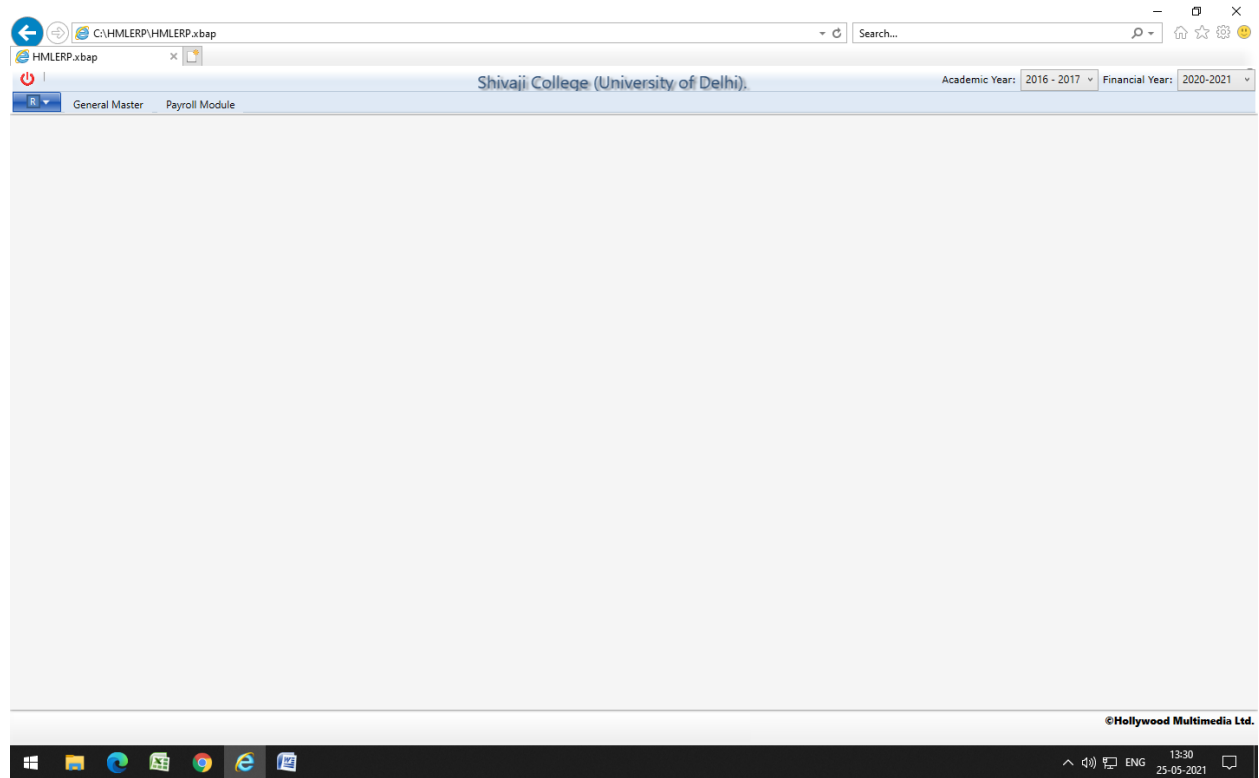 C:\HMLERP\HMLERP.xbap
Search...
HMLERP.xbap
Shivaji College (University of Delhi).
Academic Year: 2016 - 2017 Financial Year: 2020-2021
R General Master Payroll Module
©Hollywood Multimedia Ltd.
ENG
13:30
25-05-2021